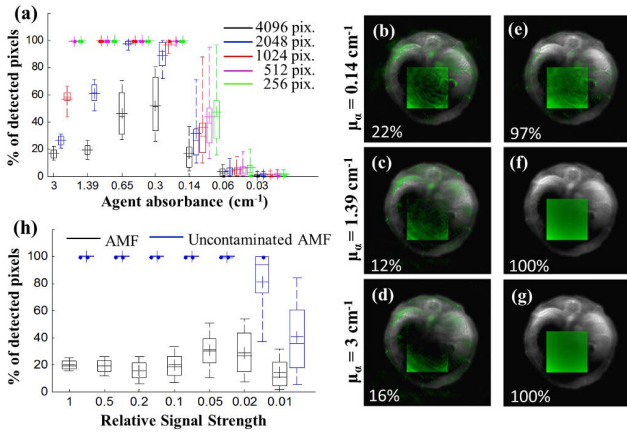 (a)
4096 pix.
2048 pix.
1024 pix.
512 pix.
256 pix.
% of detected pixels
100
80
60
40
20
0
3 1.39 0.65 0.3 0.14 0.06 0.03
Agent absorbance (cm⁻¹)
(h)
AMF
Uncontaminated AMF
% of detected pixels
100
80
60
40
20
0
1 0.5 0.2 0.1 0.05 0.02 0.01
Relative Signal Strength
μα = 0.14 cm⁻¹
(b)
22%
(e)
97%
μα = 1.39 cm⁻¹
(c)
12%
(f)
100%
μα = 3 cm⁻¹
(d)
16%
(g)
100%